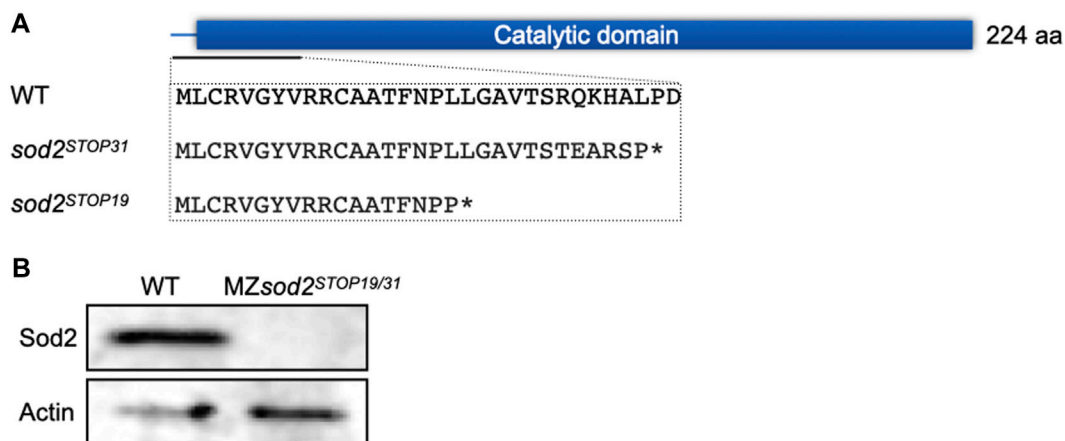 A
Catalytic domain 224 aa
WT MLCRVGYVRRCAATFNPLLGAVTSRQKHALPD
sod2STOP31 MLCRVGYVRRCAATFNPLLGAVTSTEARSP*
sod2STOP19 MLCRVGYVRRCAATFNPP*
B
WT MZsod2STOP19/31
Sod2
Actin